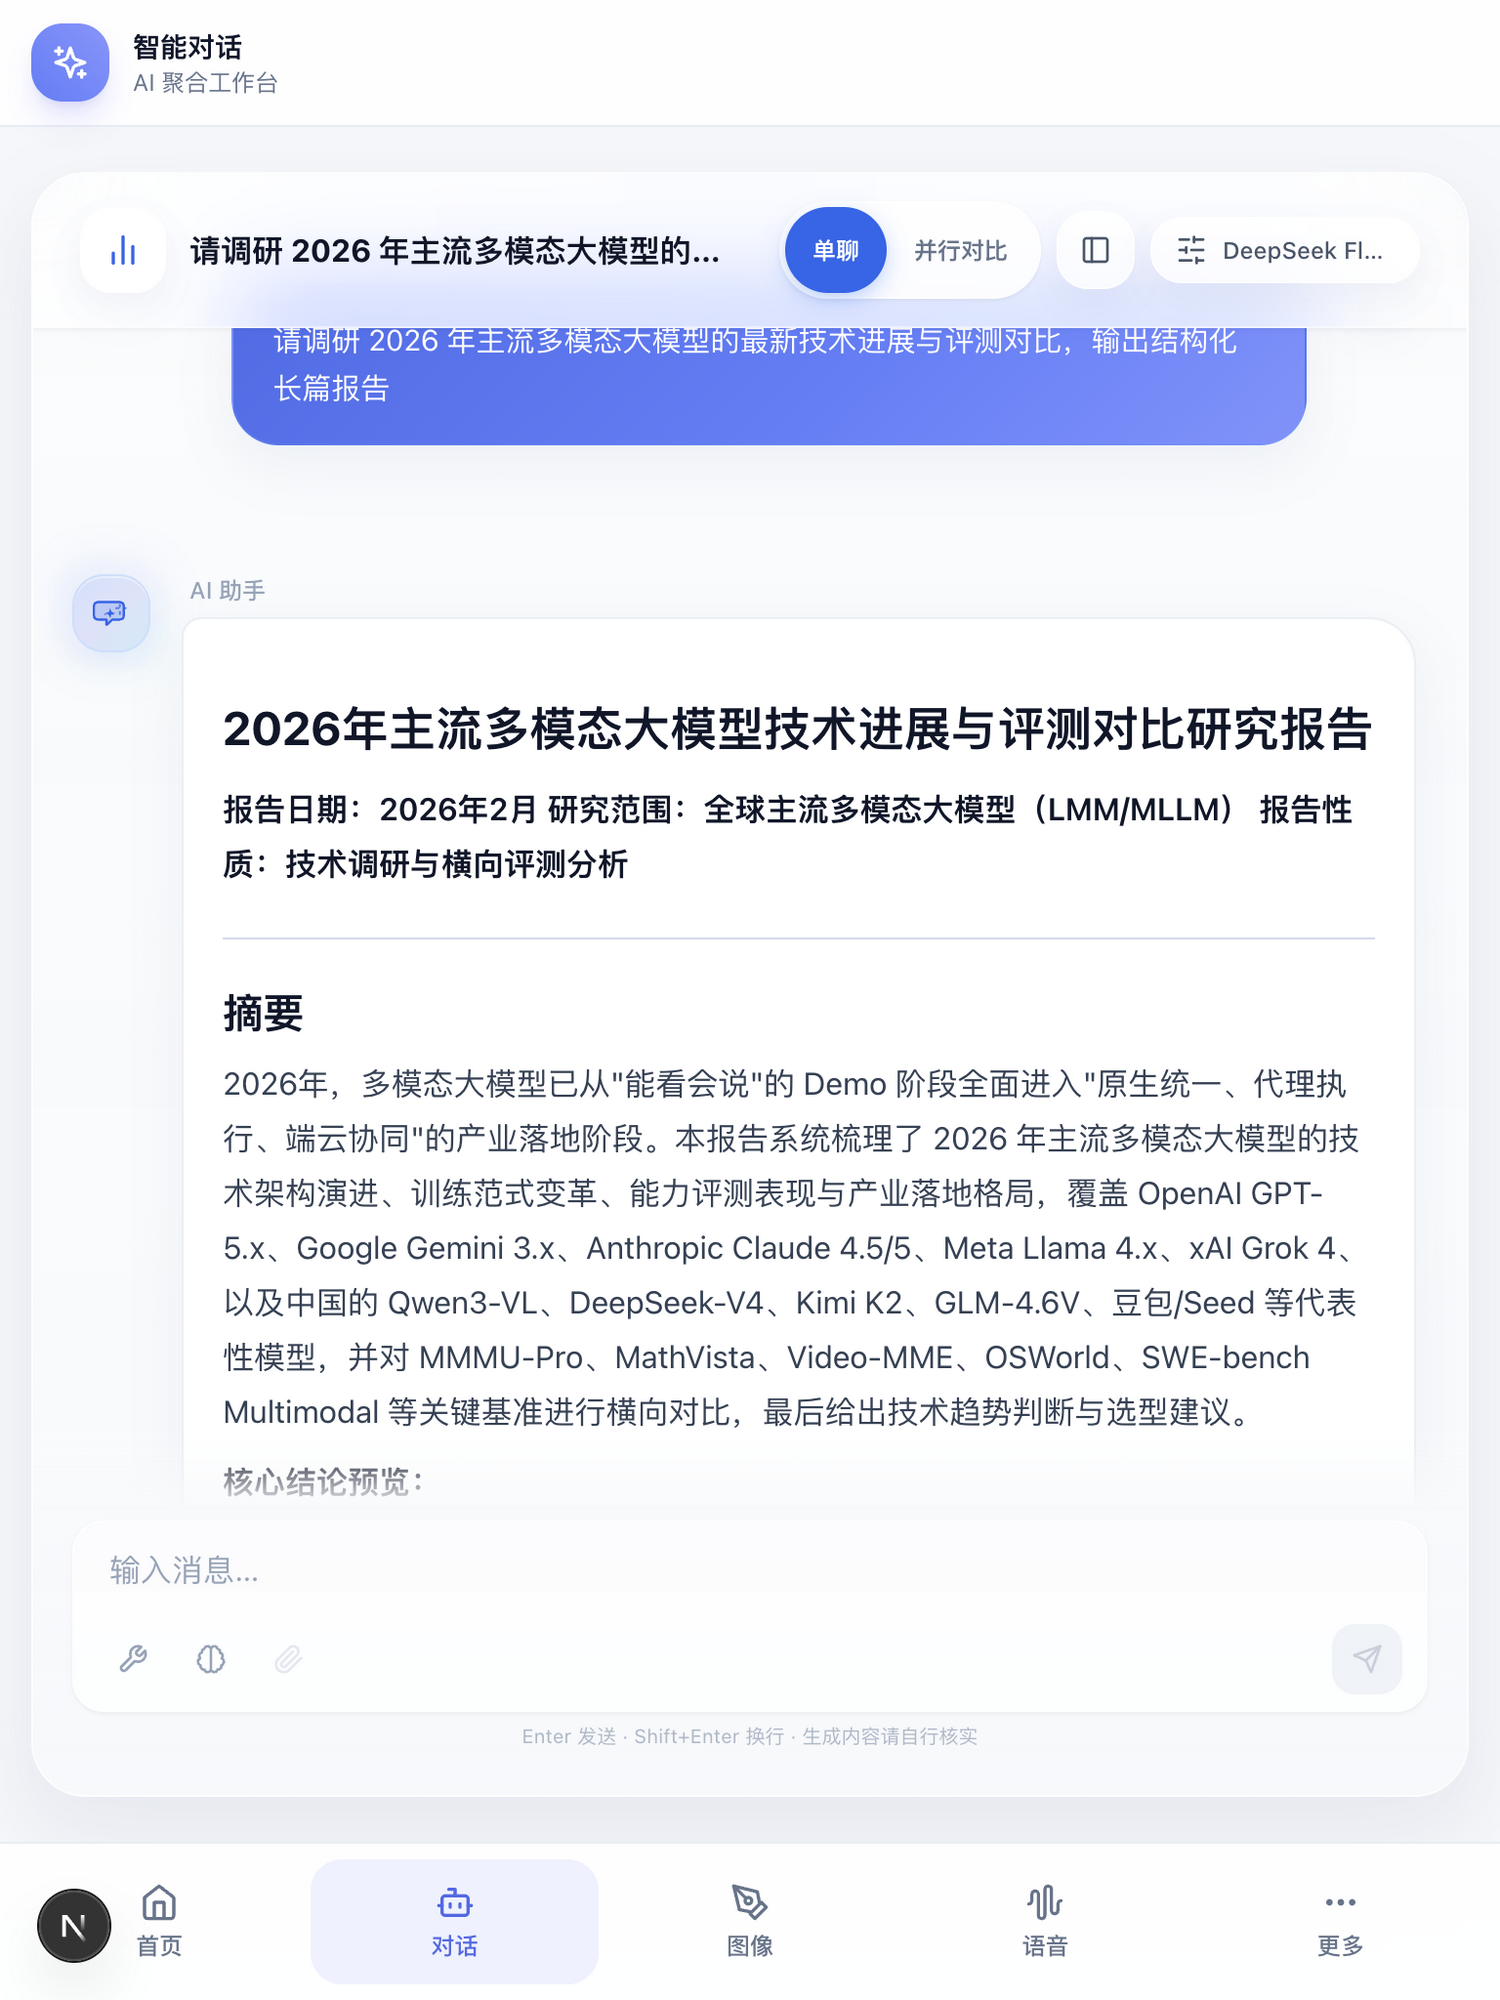 智能对话
AI 聚合工作台
请调研 2026 年主流多模态大模型的...
单聊
并行对比
DeepSeek Fl...
请调研 2026 年主流多模态大模型的最新技术进展与评测对比，输出结构化
长篇报告
AI 助手
2026年主流多模态大模型技术进展与评测对比研究报告
报告日期：2026年2月 研究范围：全球主流多模态大模型（LMM/MLLM） 报告性
质：技术调研与横向评测分析
摘要
2026年，多模态大模型已从"能看会说"的 Demo 阶段全面进入"原生统一、代理执
行、端云协同"的产业落地阶段。本报告系统梳理了 2026 年主流多模态大模型的技
术架构演进、训练范式变革、能力评测表现与产业落地格局，覆盖 OpenAI GPT-
5.x、Google Gemini 3.x、Anthropic Claude 4.5/5、Meta Llama 4.x、xAI Grok 4、
以及中国的 Qwen3-VL、DeepSeek-V4、Kimi K2、GLM-4.6V、豆包/Seed 等代表
性模型，并对 MMMU-Pro、MathVista、Video-MME、OSWorld、SWE-bench
Multimodal 等关键基准进行横向对比，最后给出技术趋势判断与选型建议。
核心结论预览：
输入消息...
Enter 发送 · Shift+Enter 换行 · 生成内容请自行核实
N
首页
对话
图像
语音
更多